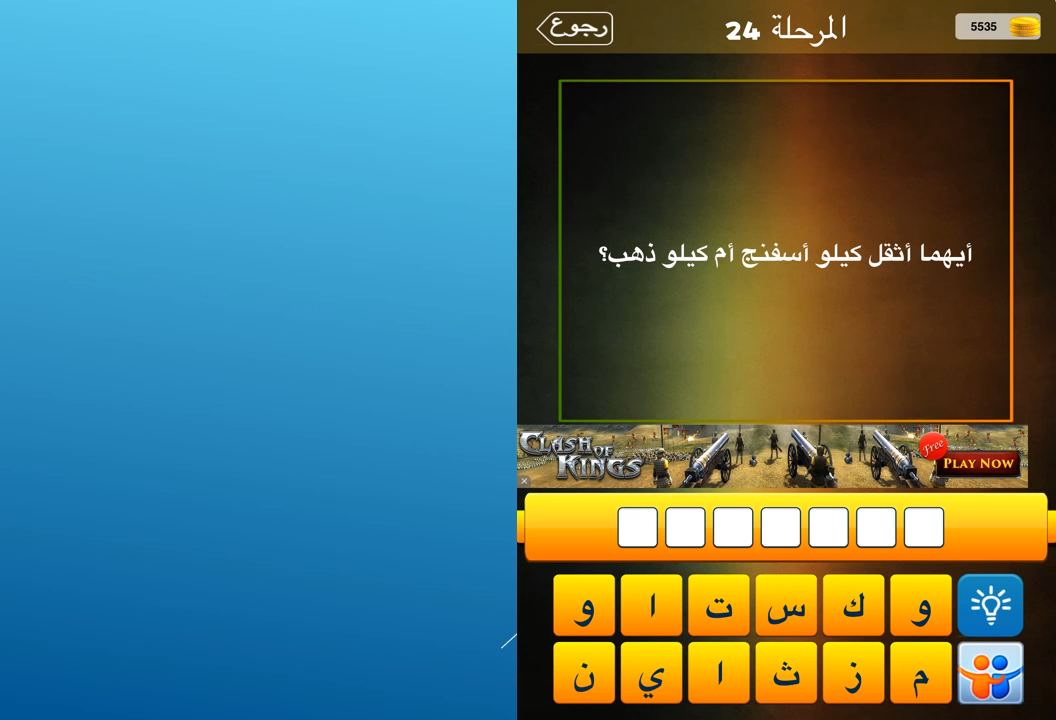 رجوع
المرحلة 24
5535
أيهما أثقل كيلو أسفنج أم كيلو ذهب؟
CLASH OF KINGS
Free
PLAY NOW
و ك س ت ا و
م ز ث ا ي ن